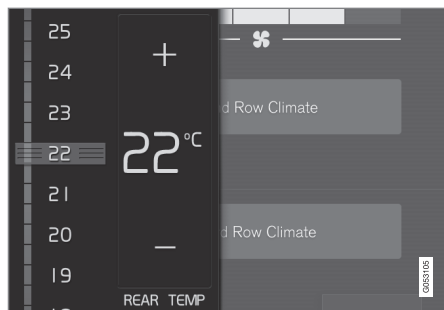 25
24
23
22
21
20
19
+
22°C
–
REAR TEMP
Row Climate
Row Climate
G053105